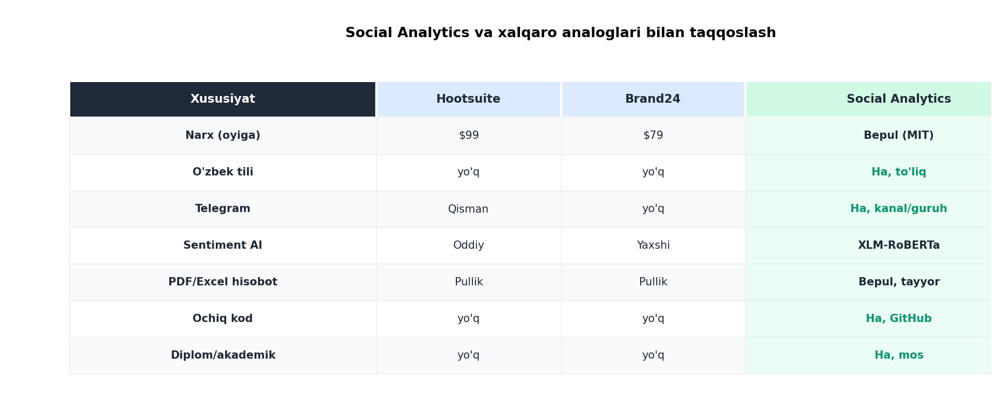 Social Analytics va xalqaro analoglari bilan taqqoslash
Xususiyat Hootsuite Brand24 Social Analytics
Narx (oyiga) $99 $79 Bepul (MIT)
O'zbek tili yo'q yo'q Ha, to'liq
Telegram Qisman yo'q Ha, kanal/guruh
Sentiment AI Oddiy Yaxshi XLM-RoBERTa
PDF/Excel hisobot Pullik Pullik Bepul, tayyor
Ochiq kod yo'q yo'q Ha, GitHub
Diplom/akademik yo'q yo'q Ha, mos